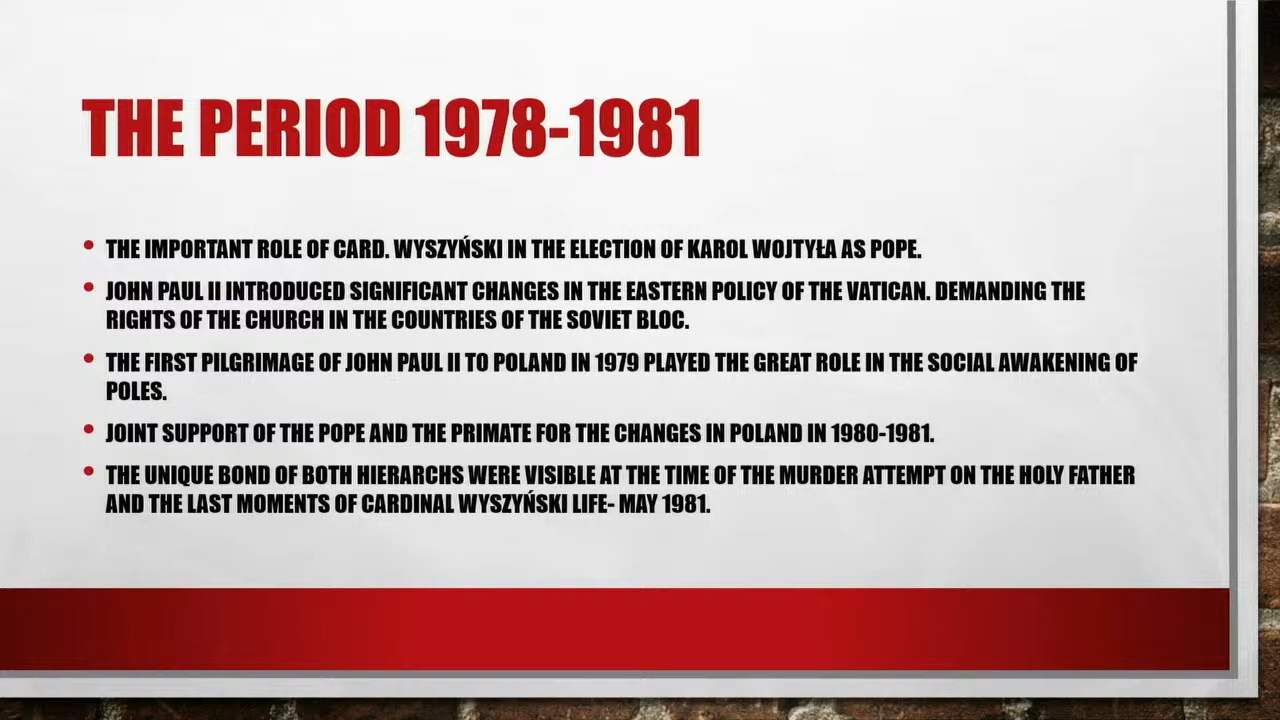 THE PERIOD 1978-1981
• THE IMPORTANT ROLE OF CARD. WYSZYŃSKI IN THE ELECTION OF KAROL WOJTYŁA AS POPE.
• JOHN PAUL II INTRODUCED SIGNIFICANT CHANGES IN THE EASTERN POLICY OF THE VATICAN. DEMANDING THE
RIGHTS OF THE CHURCH IN THE COUNTRIES OF THE SOVIET BLOC.
• THE FIRST PILGRIMAGE OF JOHN PAUL II TO POLAND IN 1979 PLAYED THE GREAT ROLE IN THE SOCIAL AWAKENING OF
POLES.
• JOINT SUPPORT OF THE POPE AND THE PRIMATE FOR THE CHANGES IN POLAND IN 1980-1981.
• THE UNIQUE BOND OF BOTH HIERARCHS WERE VISIBLE AT THE TIME OF THE MURDER ATTEMPT ON THE HOLY FATHER
AND THE LAST MOMENTS OF CARDINAL WYSZYŃSKI LIFE- MAY 1981.